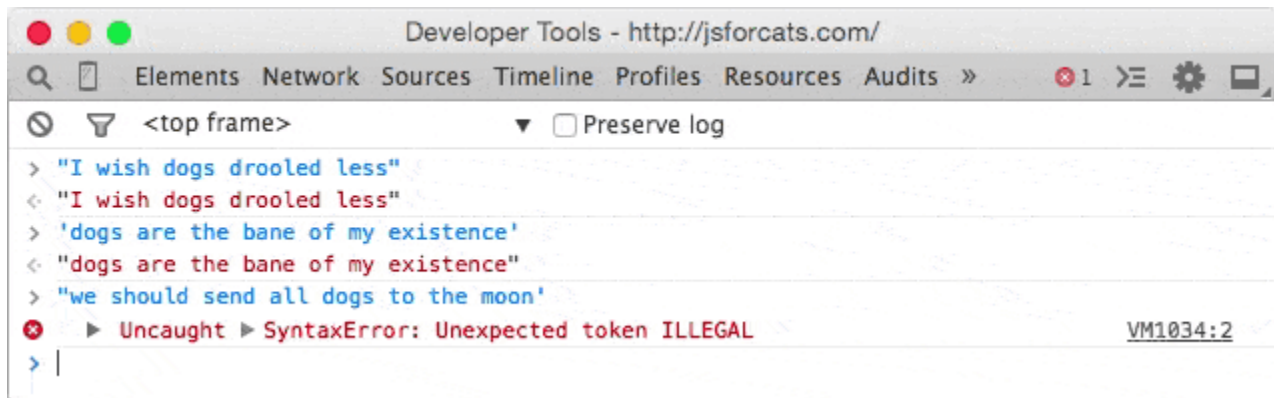 Developer Tools - http://jsforcats.com/
Elements Network Sources Timeline Profiles Resources Audits » 1
<top frame> ▼ Preserve log
> "I wish dogs drooled less"
< "I wish dogs drooled less"
> 'dogs are the bane of my existence'
< "dogs are the bane of my existence"
> "we should send all dogs to the moon'
▶ Uncaught ▶ SyntaxError: Unexpected token ILLEGAL VM1034:2
>